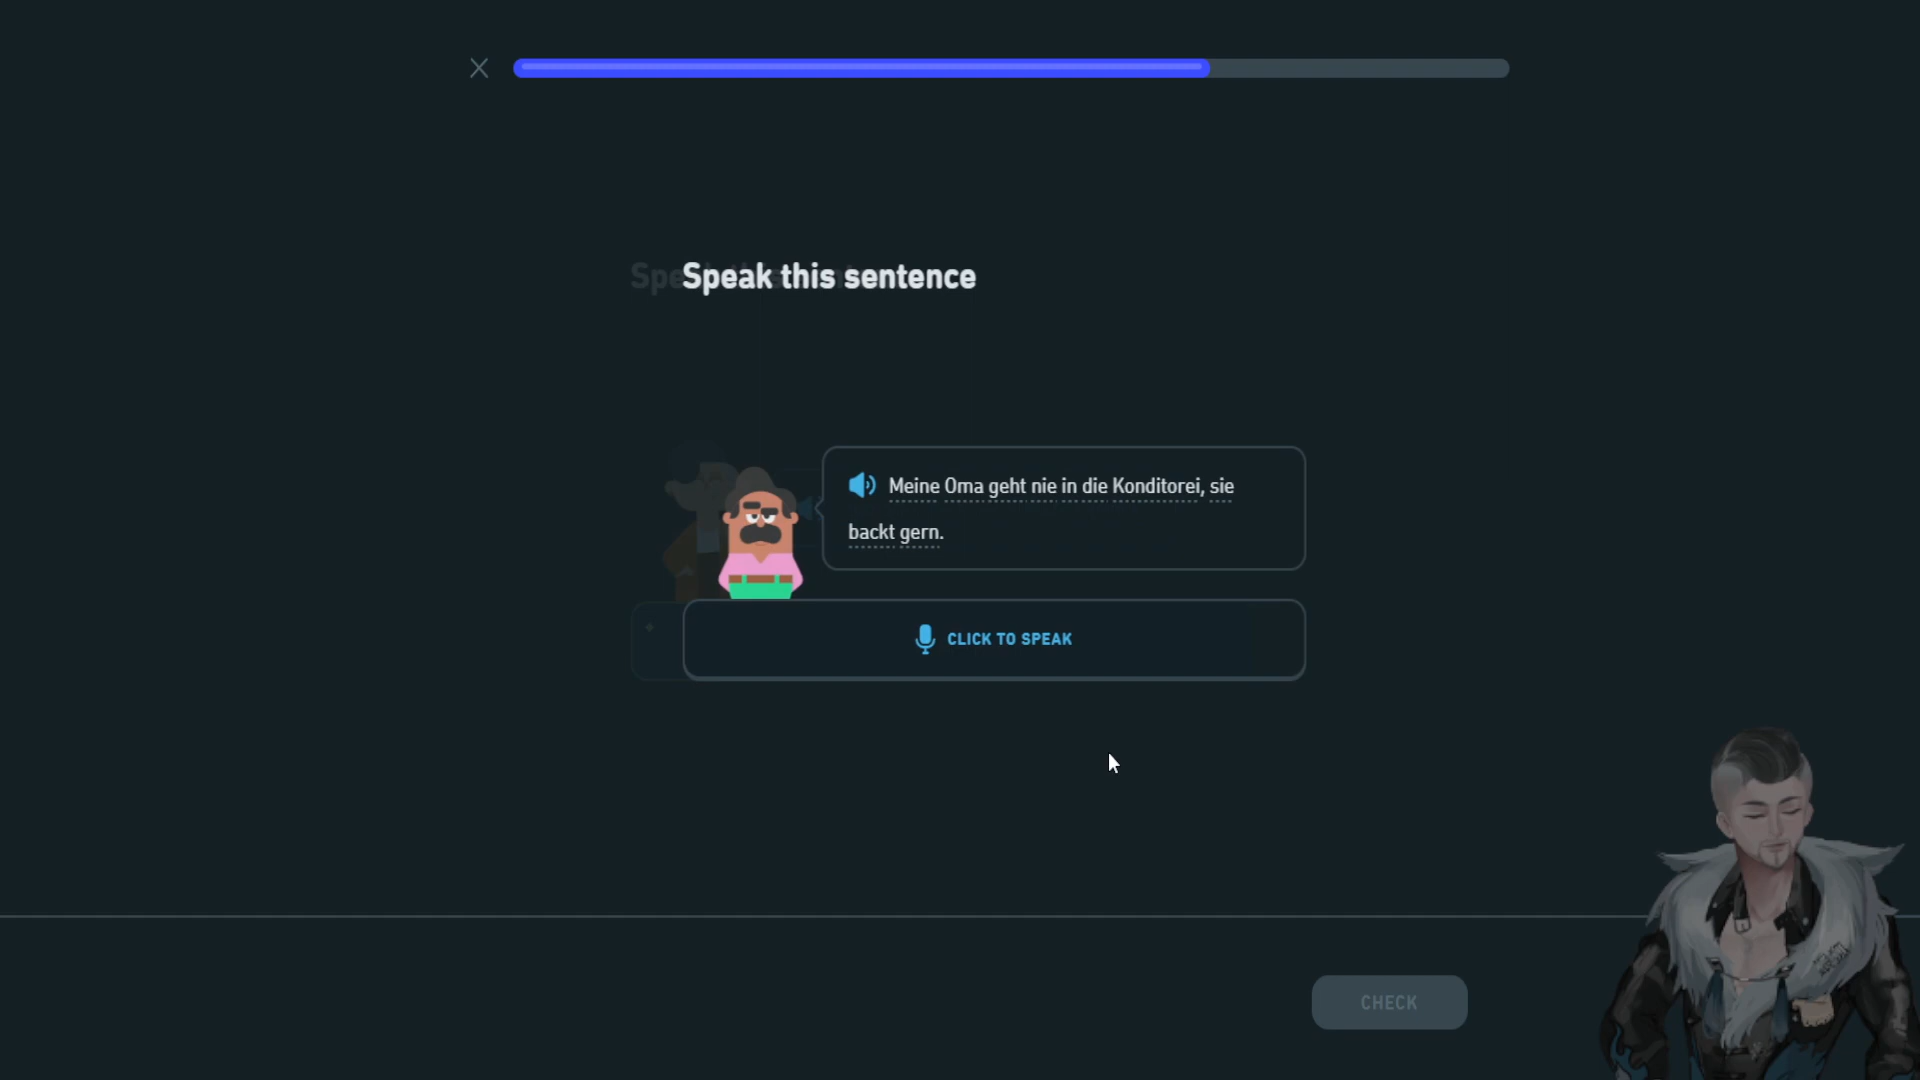 Speak this sentence
Meine Oma geht nie in die Konditorei, sie
backt gern.
CLICK TO SPEAK
CHECK